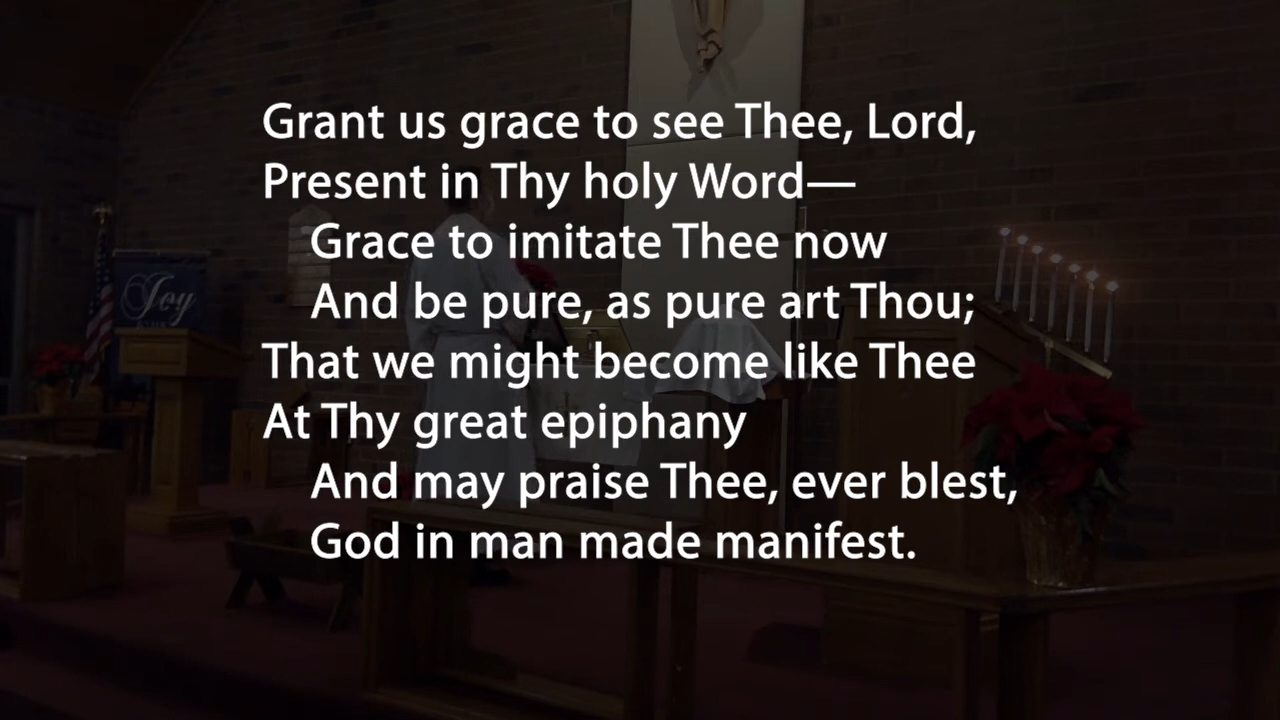 Grant us grace to see Thee, Lord,
Present in Thy holy Word—
Grace to imitate Thee now
And be pure, as pure art Thou;
That we might become like Thee
At Thy great epiphany
And may praise Thee, ever blest,
God in man made manifest.
Joy